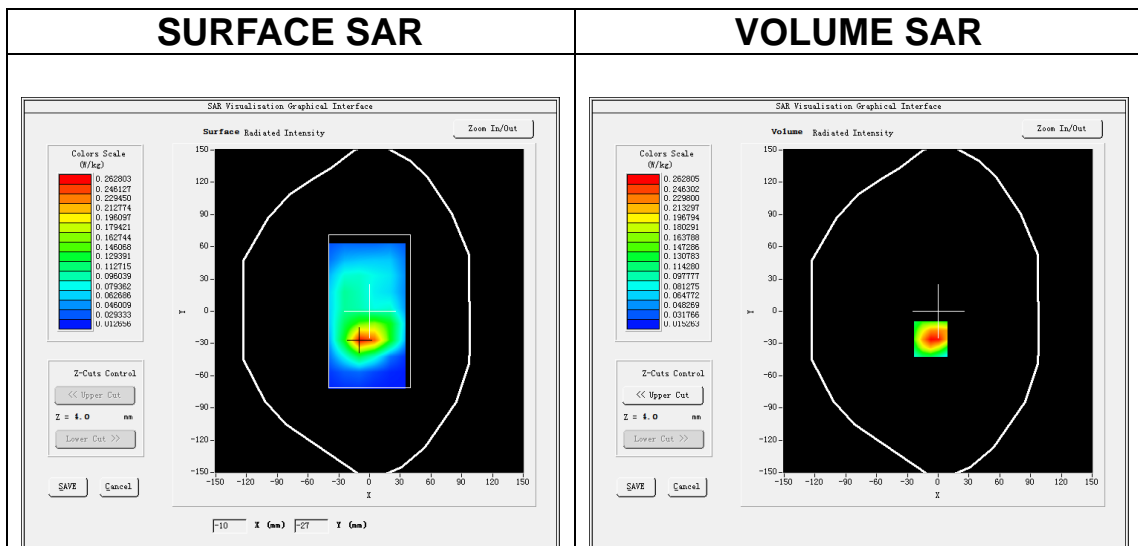 SURFACE SAR
VOLUME SAR
SAR Visualisation Graphical Interface
Surface Radiated Intensity
Zoom In/Out
Colors Scale
(W/kg)
0.262803
0.246127
0.229450
0.212774
0.196097
0.179421
0.162744
0.146068
0.129391
0.112715
0.096039
0.079362
0.062686
0.046009
0.029333
0.012656
150
120
90
60
30
0
-30
-60
-90
-120
-150
Y
-150 -120 -90 -60 -30 0 30 60 90 120 150
X
Z-Cuts Control
<< Upper Cut
Z = 4.0 mm
Lower Cut >>
SAVE Cancel
-10 X (mm) -27 Y (mm)
SAR Visualisation Graphical Interface
Volume Radiated Intensity
Zoom In/Out
Colors Scale
(W/kg)
0.262805
0.246302
0.229800
0.213297
0.196794
0.180291
0.163788
0.147286
0.130783
0.114280
0.097777
0.081275
0.064772
0.048269
0.031766
0.015263
150
120
90
60
30
0
-30
-60
-90
-120
-150
Y
-150 -120 -90 -60 -30 0 30 60 90 120 150
X
Z-Cuts Control
<< Upper Cut
Z = 4.0 mm
Lower Cut >>
SAVE Cancel